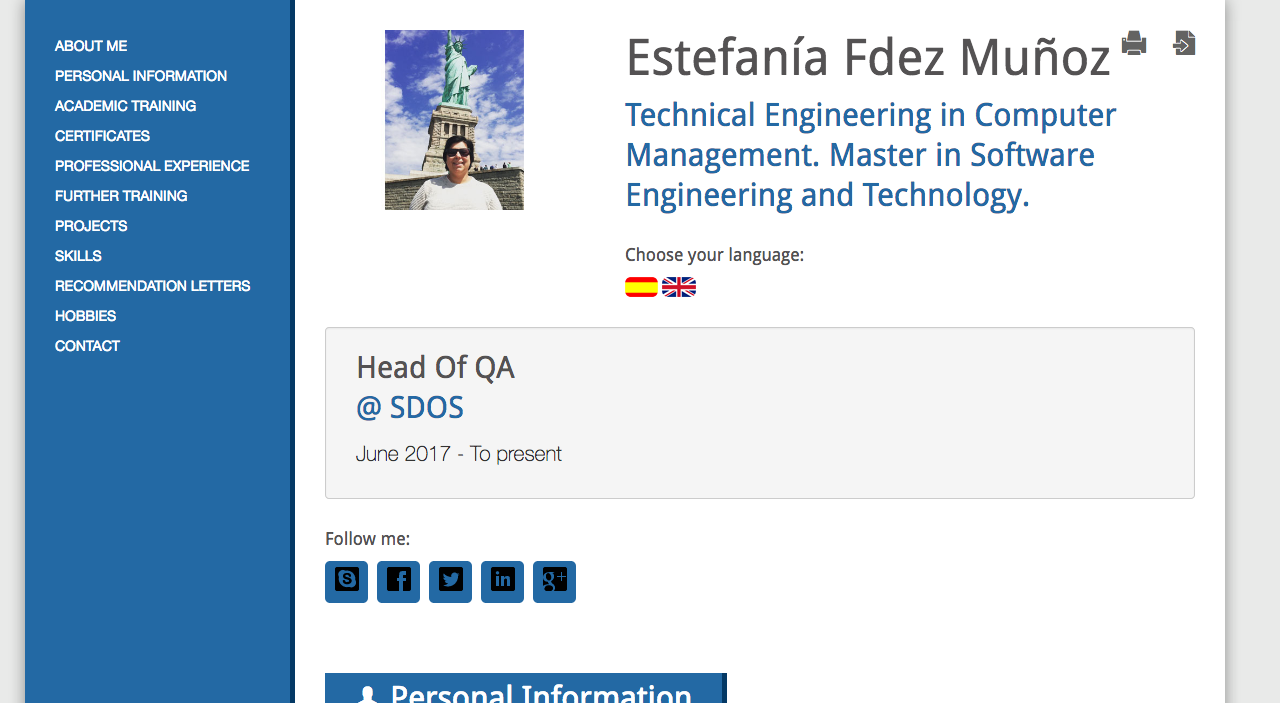 ABOUT ME
PERSONAL INFORMATION
ACADEMIC TRAINING
CERTIFICATES
PROFESSIONAL EXPERIENCE
FURTHER TRAINING
PROJECTS
SKILLS
RECOMMENDATION LETTERS
HOBBIES
CONTACT
Estefanía Fdez Muñoz
Technical Engineering in Computer
Management. Master in Software
Engineering and Technology.
Choose your language:
Head Of QA
@ SDOS
June 2017 - To present
Follow me:
Personal Information